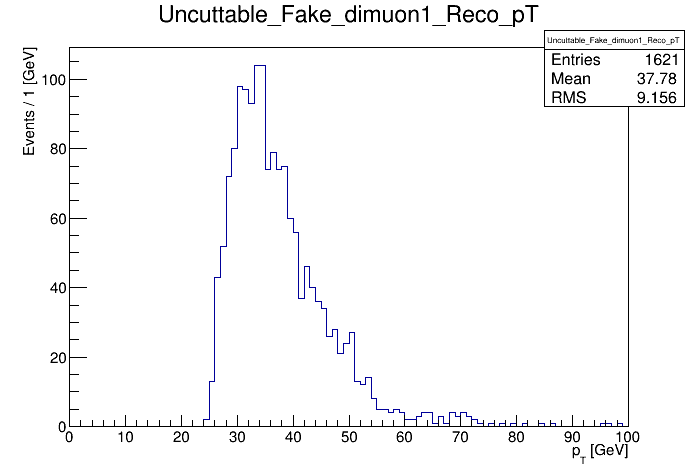 Uncuttable_Fake_dimuon1_Reco_pT
Uncuttable_Fake_dimuon1_Reco_pT
Entries 1621
Mean 37.78
RMS 9.156
Events / 1 [GeV]
100
80
60
40
20
0
0 10 20 30 40 50 60 70 80 90 100
p_T [GeV]